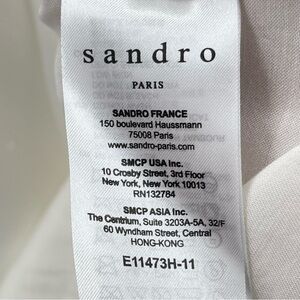 sandro
PARIS
SANDRO FRANCE
150 boulevard Haussmann
75008 Paris
www.sandro-paris.com
SMCP USA Inc.
10 Crosby Street, 3rd Floor
New York, New York 10013
RN132784
SMCP ASIA Inc.
The Centrium, Suite 3203A-5A, 32/F
60 Wyndham Street, Central
HONG-KONG
E11473H-11